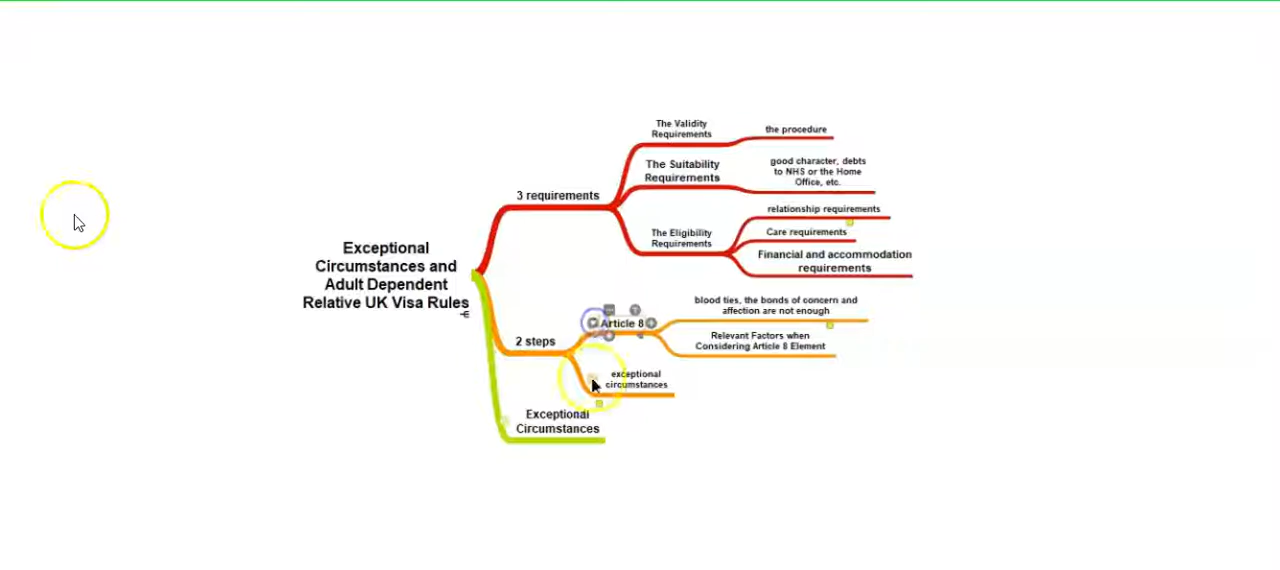 Exceptional
Circumstances and
Adult Dependent
Relative UK Visa Rules
3 requirements
The Validity
Requirements
the procedure
The Suitability
Requirements
good character, debts
to NHS or the Home
Office, etc.
The Eligibility
Requirements
relationship requirements
Care requirements
Financial and accommodation
requirements
2 steps
Article 8
blood ties, the bonds of concern and
affection are not enough
Relevant Factors when
Considering Article 8 Element
exceptional
circumstances
Exceptional
Circumstances